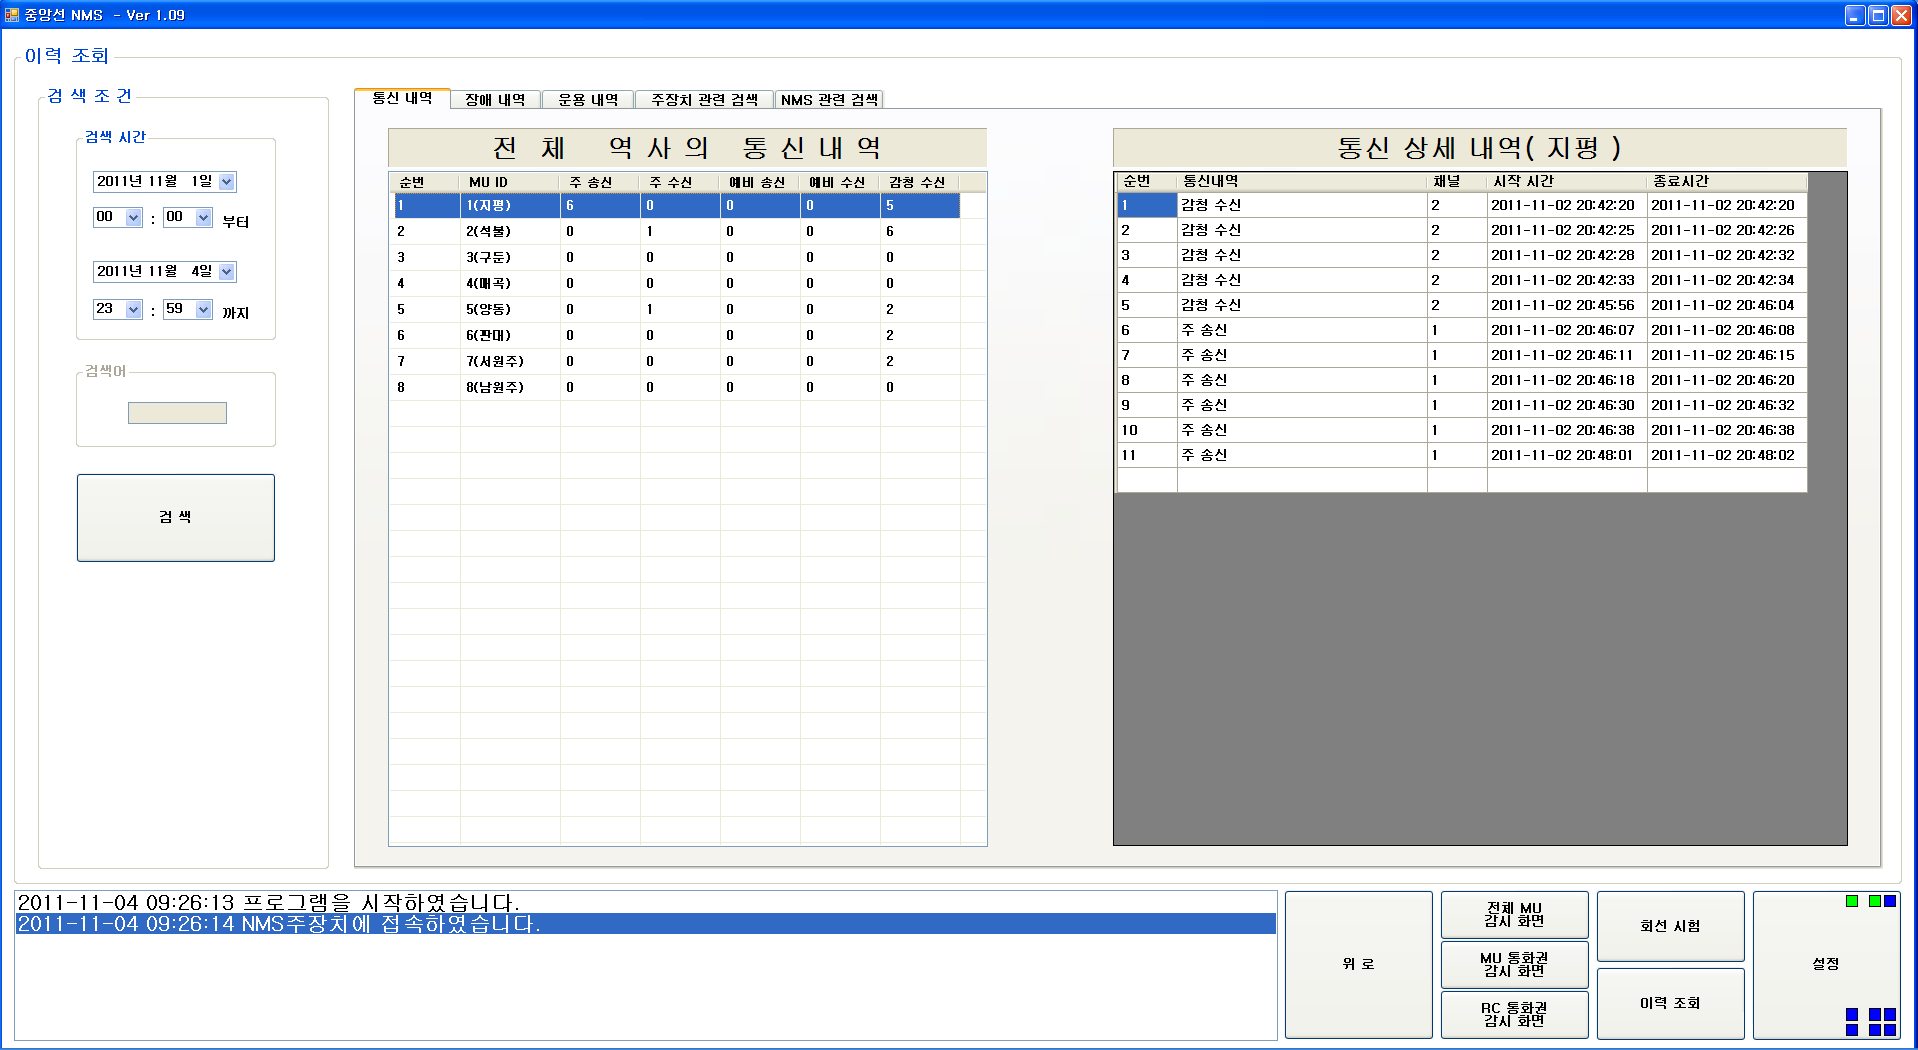 중앙선 NMS - Ver 1.09
이력 조회
검 색 조 건
검색 시간
2011년 11월 1일
00 : 00 부터
2011년 11월 4일
23 : 59 까지
검색어
검 색
통신 내역 장애 내역 운용 내역 주장치 관련 검색 NMS 관련 검색
전 체 역 사 의 통 신 내 역
순번 MU ID 주 송신 주 수신 예비 송신 예비 수신 감청 수신
1 1(지평) 6 0 0 0 5
2 2(석불) 0 1 0 0 6
3 3(구둔) 0 0 0 0 0
4 4(매곡) 0 0 0 0 0
5 5(양동) 0 1 0 0 2
6 6(판대) 0 0 0 0 2
7 7(서원주) 0 0 0 0 2
8 8(남원주) 0 0 0 0 0
통신 상세 내역( 지평 )
순번 통신내역 채널 시작 시간 종료시간
1 감청 수신 2 2011-11-02 20:42:20 2011-11-02 20:42:20
2 감청 수신 2 2011-11-02 20:42:25 2011-11-02 20:42:26
3 감청 수신 2 2011-11-02 20:42:28 2011-11-02 20:42:32
4 감청 수신 2 2011-11-02 20:42:33 2011-11-02 20:42:34
5 감청 수신 2 2011-11-02 20:45:56 2011-11-02 20:46:04
6 주 송신 1 2011-11-02 20:46:07 2011-11-02 20:46:08
7 주 송신 1 2011-11-02 20:46:11 2011-11-02 20:46:15
8 주 송신 1 2011-11-02 20:46:18 2011-11-02 20:46:20
9 주 송신 1 2011-11-02 20:46:30 2011-11-02 20:46:32
10 주 송신 1 2011-11-02 20:46:38 2011-11-02 20:46:38
11 주 송신 1 2011-11-02 20:48:01 2011-11-02 20:48:02
2011-11-04 09:26:13 프로그램을 시작하였습니다.
2011-11-04 09:26:14 NMS주장치에 접속하였습니다.
위 로
전체 MU
감시 화면
MU 통화권
감시 화면
RC 통화권
감시 화면
회선 시험
이력 조회
설정